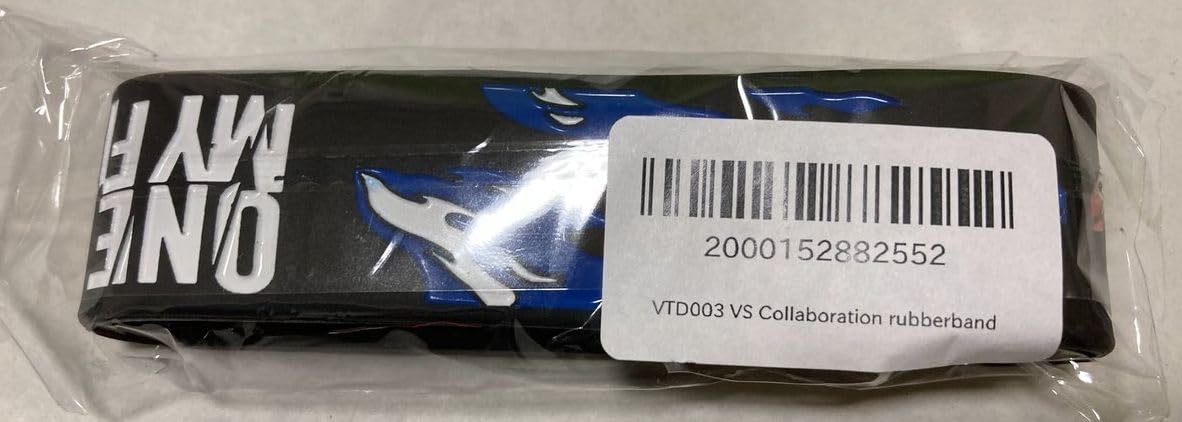 ONE
MY
2000152882552
VTD003 VS Collaboration rubberband